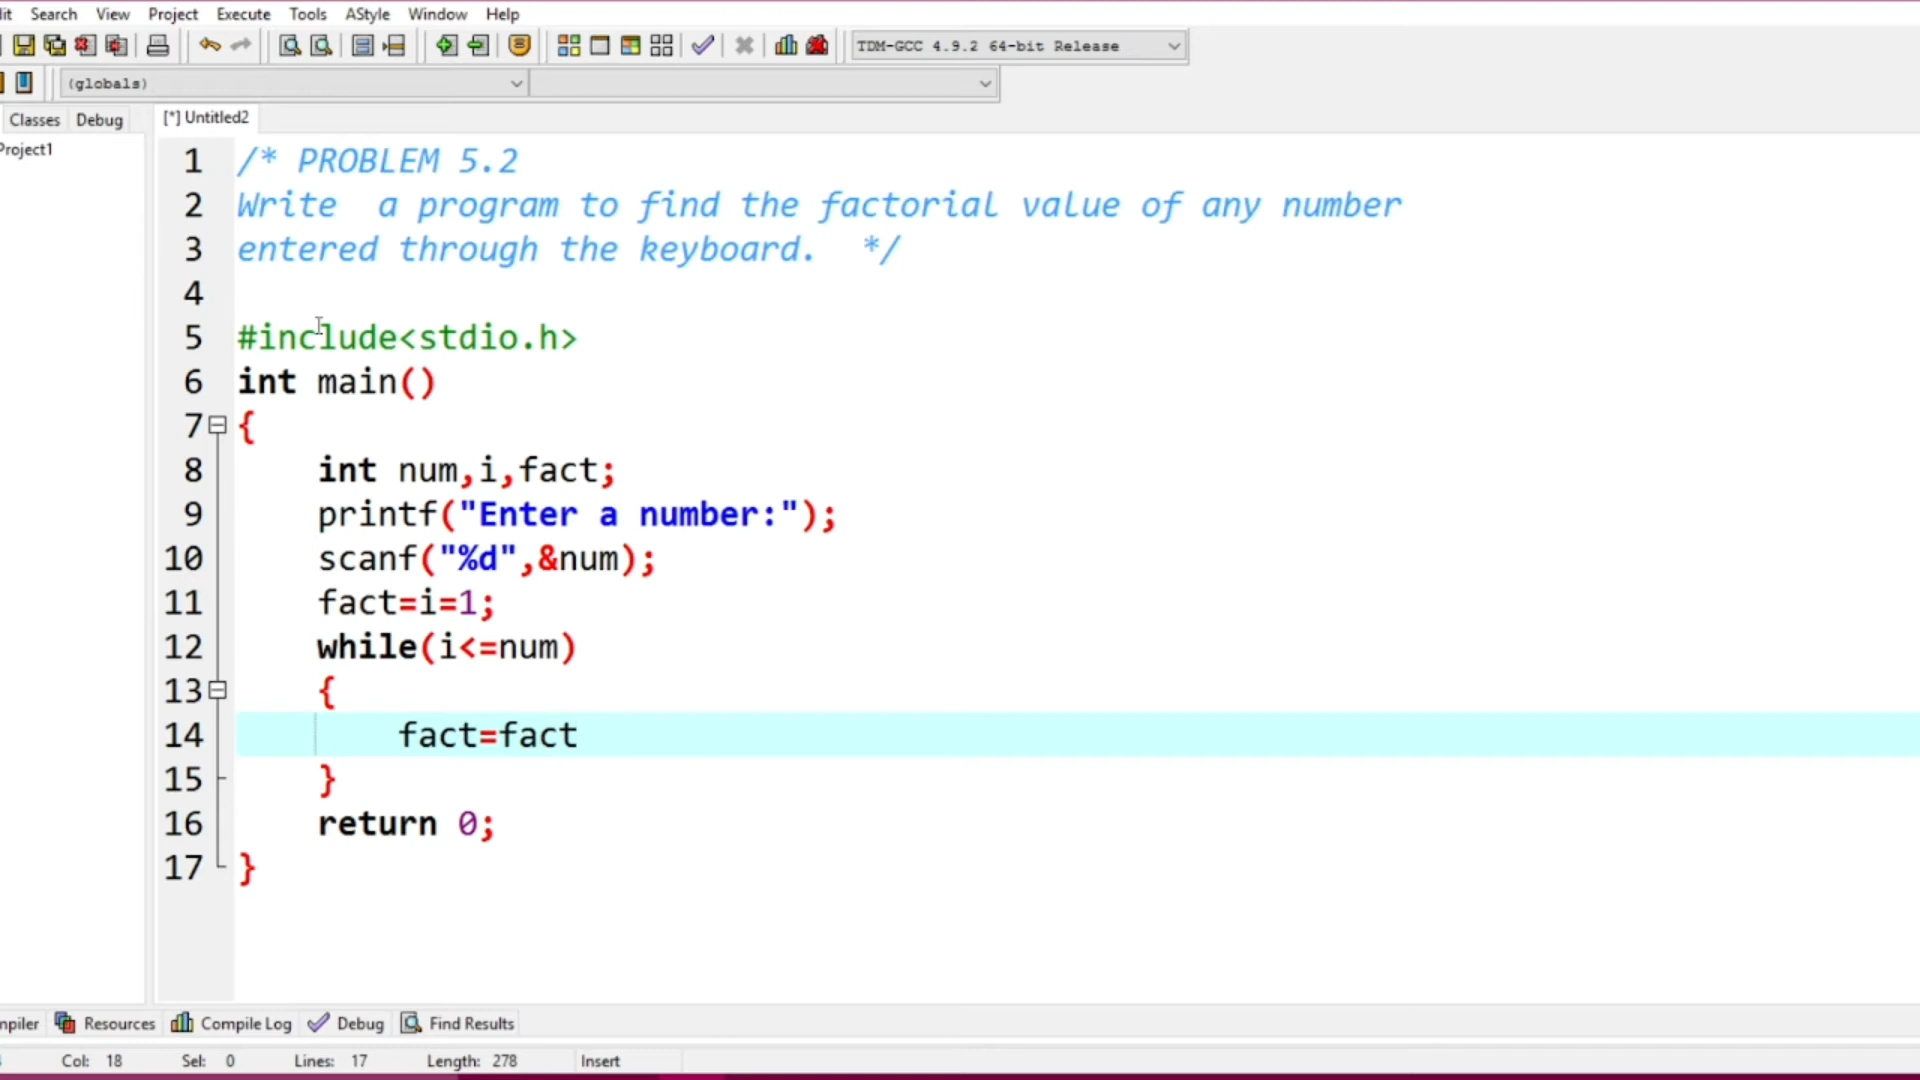 it Search View Project Execute Tools AStyle Window Help
TDM-GCC 4.9.2 64-bit Release
(globals)
Classes Debug [*] Untitled2
Project1
1 /* PROBLEM 5.2
2 Write a program to find the factorial value of any number
3 entered through the keyboard. */
4
5 #include<stdio.h>
6 int main()
7 {
8 int num,i,fact;
9 printf("Enter a number:");
10 scanf("%d",&num);
11 fact=i=1;
12 while(i<=num)
13 {
14 fact=fact
15 }
16 return 0;
17 }
mpiler Resources Compile Log Debug Find Results
Col: 18 Sel: 0 Lines: 17 Length: 278 Insert